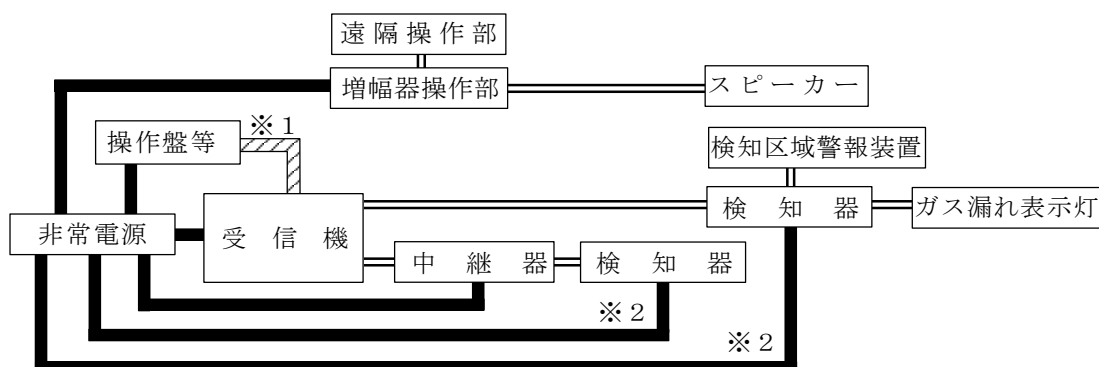 遠隔操作部
増幅器操作部
スピーカー
※1
操作盤等
検知区域警報装置
検知器
ガス漏れ表示灯
非常電源
受信機
中継器
検知器
※2
※2